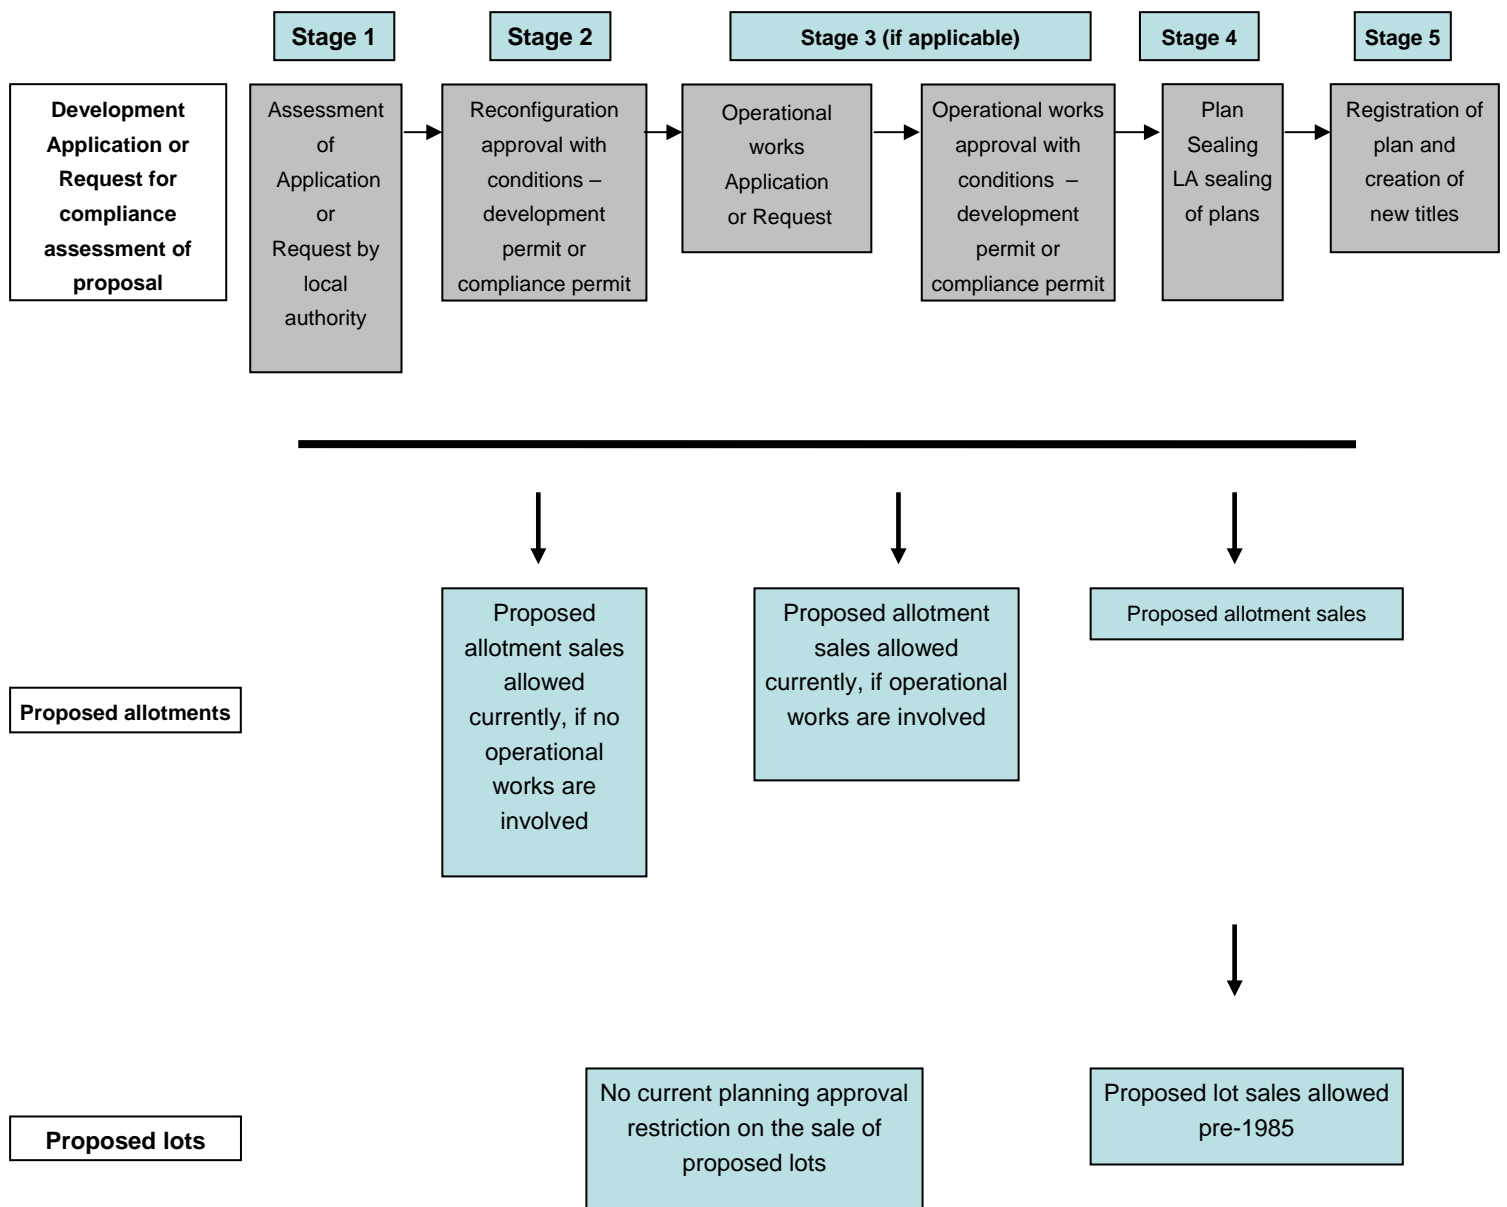 Stage 1
Stage 2
Stage 3 (if applicable)
Stage 4
Stage 5
Development
Application or
Request for
compliance
assessment of
proposal
Assessment
of
Application
or
Request by
local
authority
Reconfiguration
approval with
conditions –
development
permit or
compliance permit
Operational
works
Application
or Request
Operational works
approval with
conditions –
development
permit or
compliance permit
Plan
Sealing
LA sealing
of plans
Registration of
plan and
creation of
new titles
Proposed allotments
Proposed
allotment sales
allowed
currently, if no
operational
works are
involved
Proposed allotment
sales allowed
currently, if operational
works are involved
Proposed allotment sales
Proposed lots
No current planning approval
restriction on the sale of
proposed lots
Proposed lot sales allowed
pre-1985